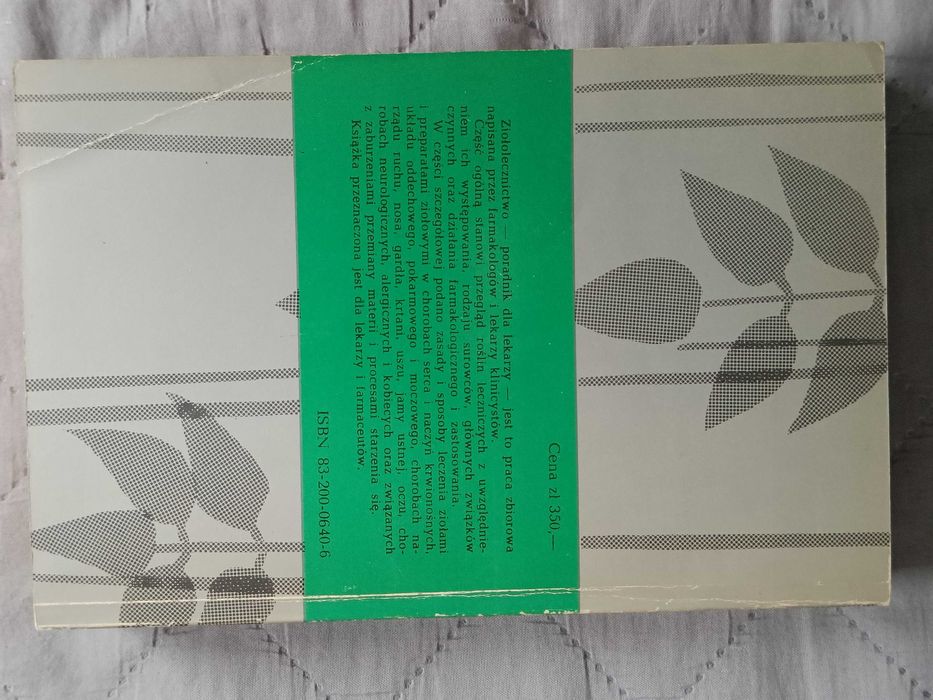 Cena zł 350,—
Ziołolecznictwo — poradnik dla lekarzy — jest to praca zbiorowa
napisana przez farmakologów i lekarzy klinicystów.
Część ogólną stanowi przegląd roślin leczniczych z uwzględnie-
niem ich występowania, rodzaju surowców, głównych związków
czynnych oraz działania farmakologicznego i zastosowania.
W części szczegółowej podano zasady i sposoby leczenia ziołami
i preparatami ziołowymi w chorobach serca i naczyń krwionośnych,
układu oddechowego, pokarmowego i moczowego, chorobach na-
rządu ruchu, nosa, gardła, krtani, uszu, jamy ustnej, oczu, cho-
robach neurologicznych, alergicznych i kobiecych oraz związanych
z zaburzeniami przemiany materii i procesami starzenia się.
Książka przeznaczona jest dla lekarzy i farmaceutów.
ISBN 83-200-0640-6